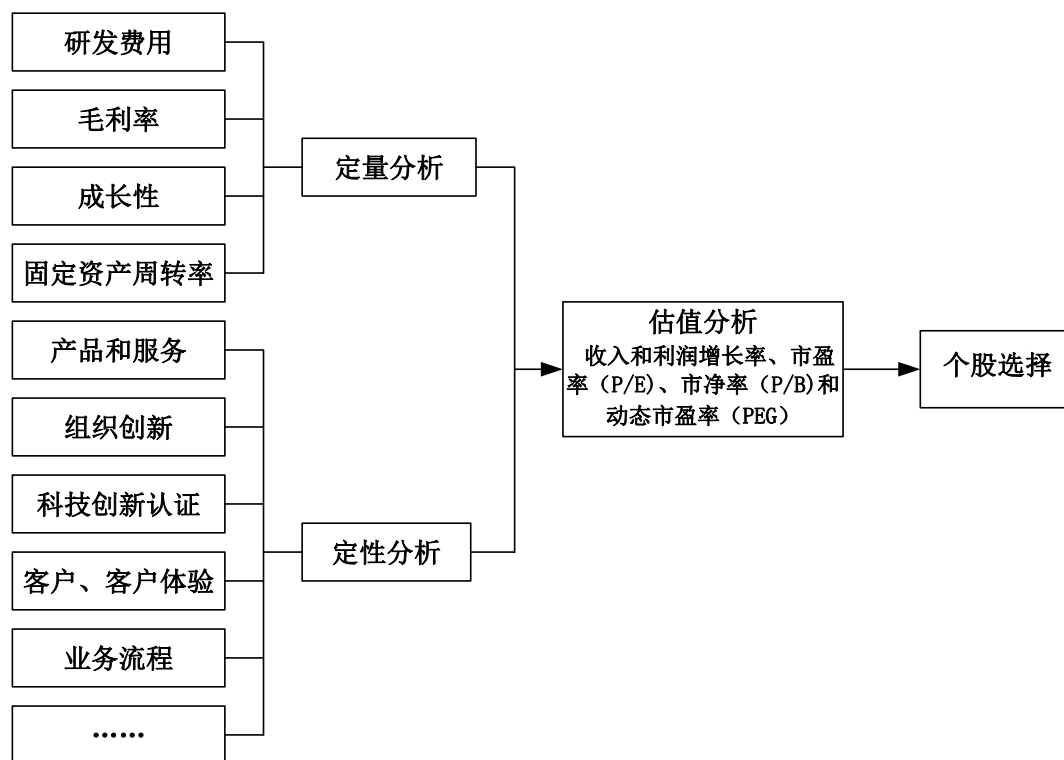 研发费用
毛利率
成长性
固定资产周转率
产品和服务
组织创新
科技创新认证
客户、客户体验
业务流程
……
定量分析
定性分析
估值分析
收入和利润增长率、市盈
率（P/E)、市净率（P/B)和
动态市盈率（PEG）
个股选择